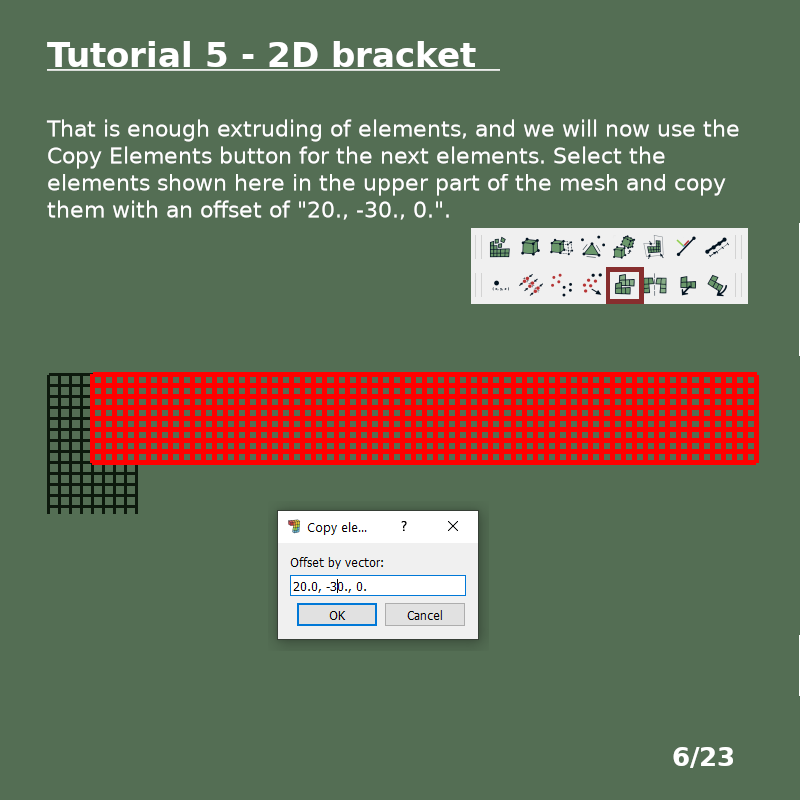 Tutorial 5 - 2D bracket
That is enough extruding of elements, and we will now use the
Copy Elements button for the next elements. Select the
elements shown here in the upper part of the mesh and copy
them with an offset of "20., -30., 0.".
Copy ele... ?
Offset by vector:
20.0, -30., 0.
OK Cancel
6/23